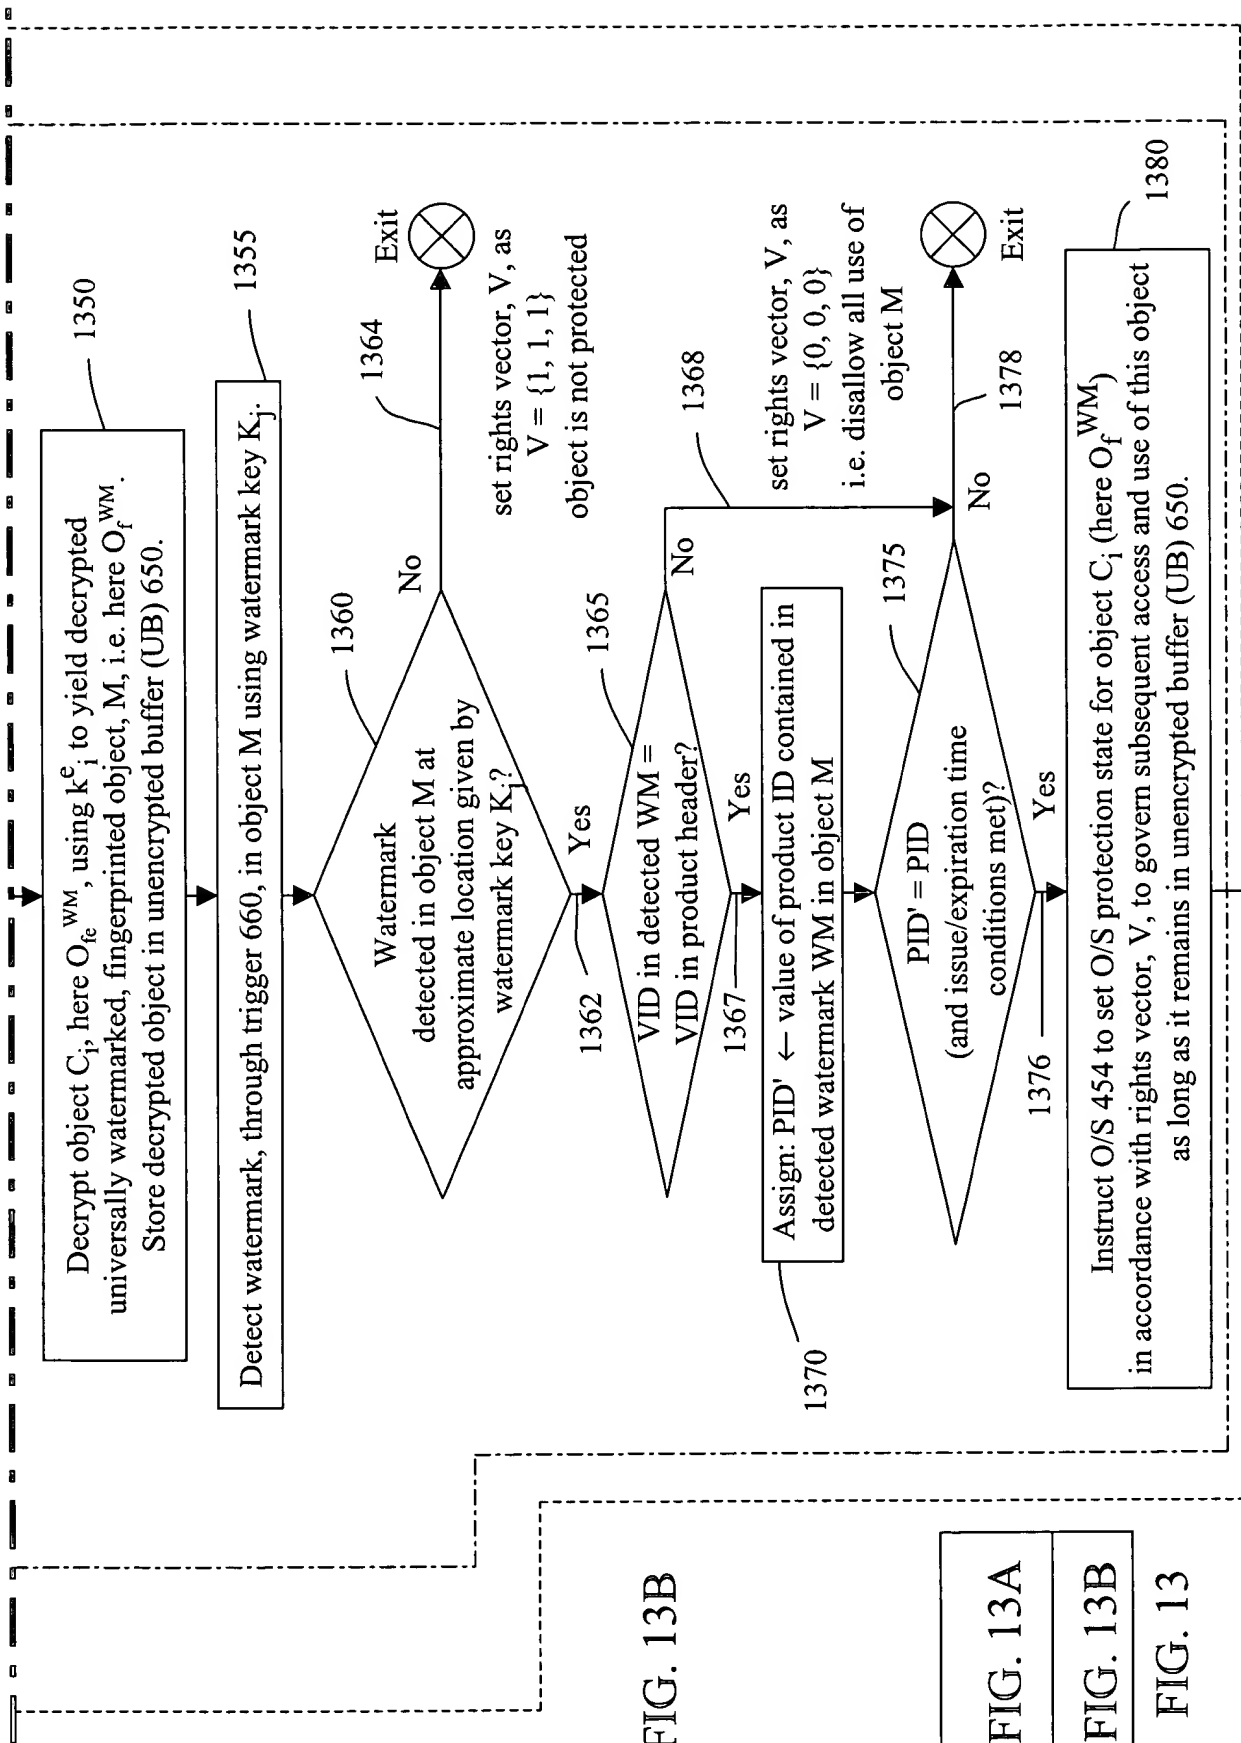 1350
Decrypt object Cᵢ, here O_fe^WM, using k^e_i to yield decrypted
universally watermarked, fingerprinted object, M, i.e. here O_f^WM.
Store decrypted object in unencrypted buffer (UB) 650.
1355
Detect watermark, through trigger 660, in object M using watermark key K_j.
1360
Watermark
detected in object M at
approximate location given by
watermark key K_j?
No
1364
Exit
set rights vector, V, as
V = {1, 1, 1}
object is not protected
Yes
1362
1365
VID in detected WM =
VID in product header?
No
1368
Yes
1367
Assign: PID' ← value of product ID contained in
detected watermark WM in object M
1370
set rights vector, V, as
V = {0, 0, 0}
i.e. disallow all use of
object M
1375
PID' = PID
(and issue/expiration time
conditions met)?
No
1378
Exit
Yes
1376
1380
Instruct O/S 454 to set O/S protection state for object Cᵢ (here O_f^WM)
in accordance with rights vector, V, to govern subsequent access and use of this object
as long as it remains in unencrypted buffer (UB) 650.
FIG. 13B
FIG. 13A
FIG. 13B
FIG. 13